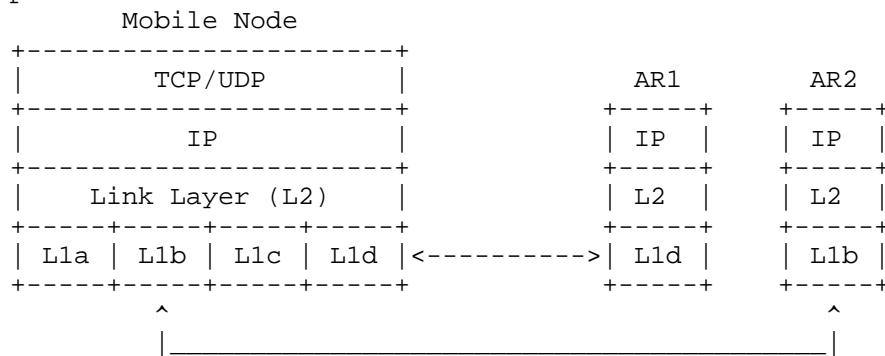 Mobile Node
TCP/UDP AR1 AR2
IP IP IP
Link Layer (L2) L2 L2
L1a L1b L1c L1d L1d L1b